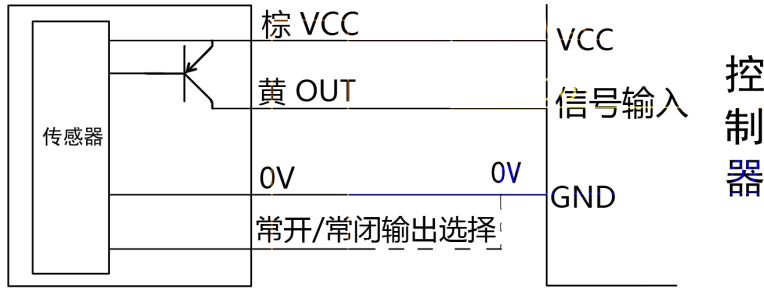 棕 VCC
VCC
黄 OUT
信号输入
传感器
0V
0V
GND
常开/常闭输出选择
控制器